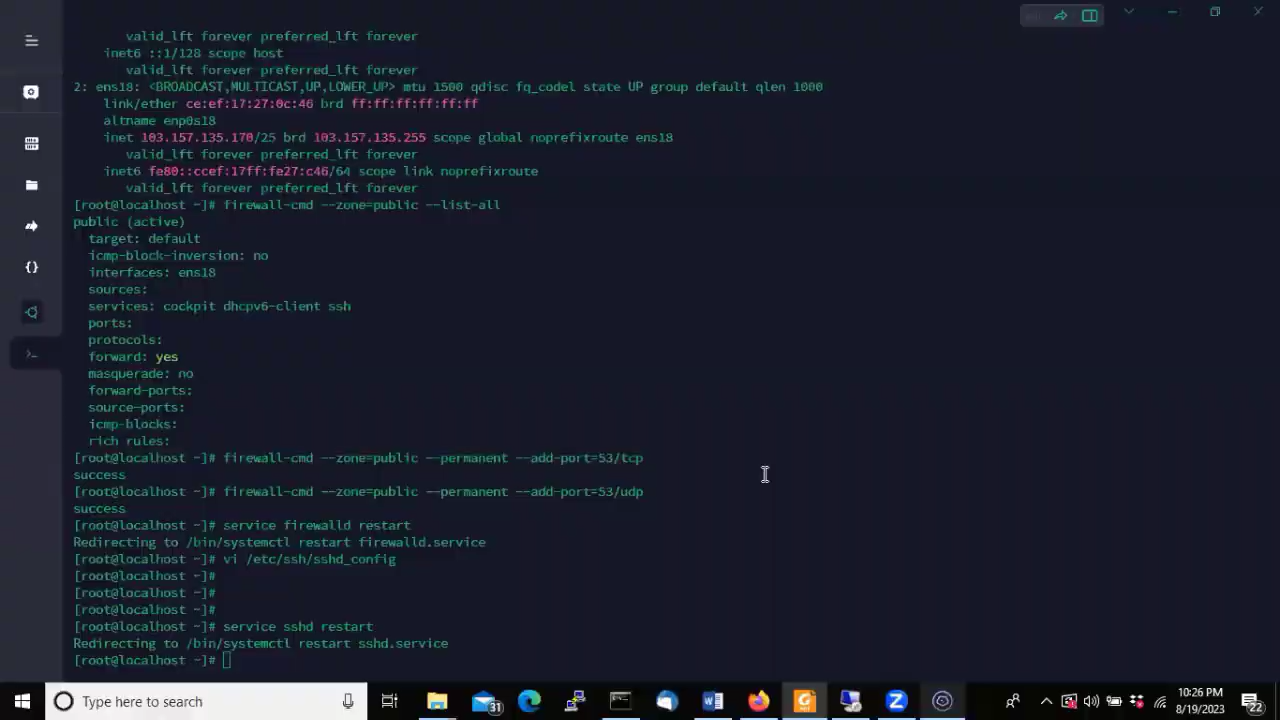 valid_lft forever preferred_lft forever
inet6 ::1/128 scope host
valid_lft forever preferred_lft forever
2: ens18: <BROADCAST,MULTICAST,UP,LOWER_UP> mtu 1500 qdisc fq_codel state UP group default qlen 1000
link/ether ce:ef:17:27:0c:46 brd ff:ff:ff:ff:ff:ff
altname enp0s18
inet 103.157.135.170/25 brd 103.157.135.255 scope global noprefixroute ens18
valid_lft forever preferred_lft forever
inet6 fe80::ccef:17ff:fe27:c46/64 scope link noprefixroute
valid_lft forever preferred_lft forever
[root@localhost ~]# firewall-cmd --zone=public --list-all
public (active)
target: default
icmp-block-inversion: no
interfaces: ens18
sources:
services: cockpit dhcpv6-client ssh
ports:
protocols:
forward: yes
masquerade: no
forward-ports:
source-ports:
icmp-blocks:
rich rules:
[root@localhost ~]# firewall-cmd --zone=public --permanent --add-port=53/tcp
success
[root@localhost ~]# firewall-cmd --zone=public --permanent --add-port=53/udp
success
[root@localhost ~]# service firewalld restart
Redirecting to /bin/systemctl restart firewalld.service
[root@localhost ~]# vi /etc/ssh/sshd_config
[root@localhost ~]#
[root@localhost ~]#
[root@localhost ~]#
[root@localhost ~]# service sshd restart
Redirecting to /bin/systemctl restart sshd.service
[root@localhost ~]#
Type here to search
31
10:26 PM
8/19/2023
22